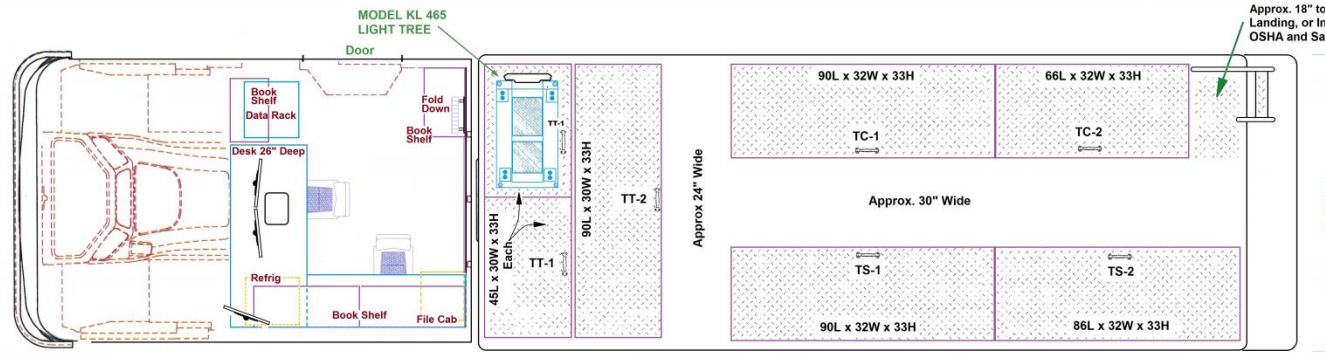 MODEL KL 465
LIGHT TREE
Door
Approx. 18" to
Landing, or In
OSHA and Sa
Book
Shelf
Data Rack
Fold
Down
Book
Shelf
Desk 26" Deep
Refrig
Book Shelf
File Cab
TT-1
45L x 30W x 33H
Each
TT-1
90L x 30W x 33H
TT-2
Approx 24" Wide
90L x 32W x 33H
TC-1
66L x 32W x 33H
TC-2
Approx. 30" Wide
TS-1
90L x 32W x 33H
TS-2
86L x 32W x 33H